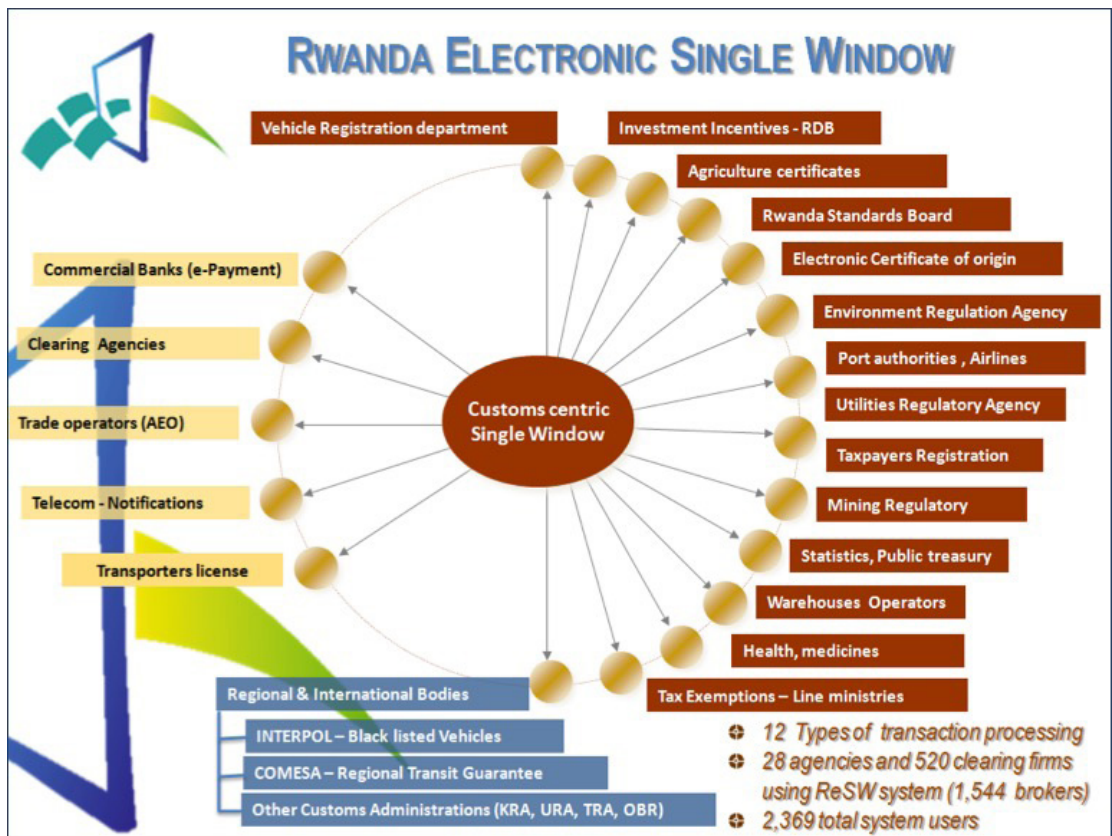 RWANDA ELECTRONIC SINGLE WINDOW
Vehicle Registration department
Investment Incentives - RDB
Agriculture certificates
Rwanda Standards Board
Electronic Certificate of origin
Environment Regulation Agency
Port authorities , Airlines
Utilities Regulatory Agency
Taxpayers Registration
Mining Regulatory
Statistics, Public treasury
Warehouses Operators
Health, medicines
Tax Exemptions – Line ministries
Commercial Banks (e-Payment)
Clearing Agencies
Trade operators (AEO)
Telecom - Notifications
Transporters license
Customs centric
Single Window
Regional & International Bodies
INTERPOL – Black listed Vehicles
COMESA – Regional Transit Guarantee
Other Customs Administrations (KRA, URA, TRA, OBR)
12 Types of transaction processing
28 agencies and 520 clearing firms
using ReSW system (1,544 brokers)
2,369 total system users